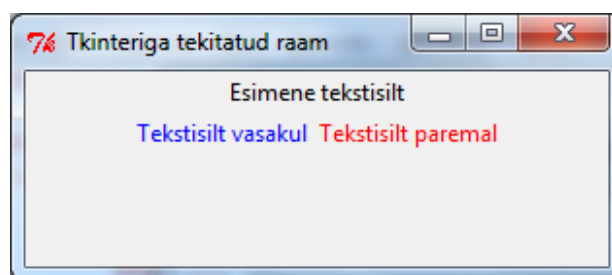 Tkinteriga tekitatud raam
Esimene tekstisilt
Tekstisilt vasakul Tekstisilt paremal